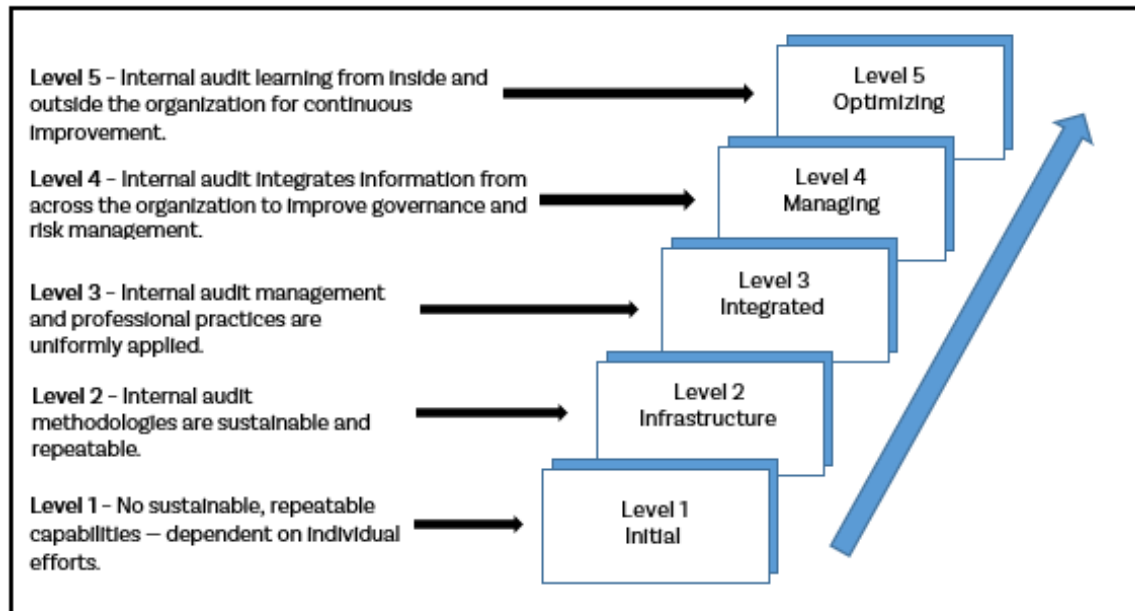 Level 5 – Internal audit learning from inside and
outside the organization for continuous
improvement.
Level 5
Optimizing
Level 4 – Internal audit integrates information from
across the organization to improve governance and
risk management.
Level 4
Managing
Level 3 – Internal audit management
and professional practices are
uniformly applied.
Level 3
Integrated
Level 2 – Internal audit
methodologies are sustainable and
repeatable.
Level 2
Infrastructure
Level 1 – No sustainable, repeatable
capabilities — dependent on individual
efforts.
Level 1
Initial